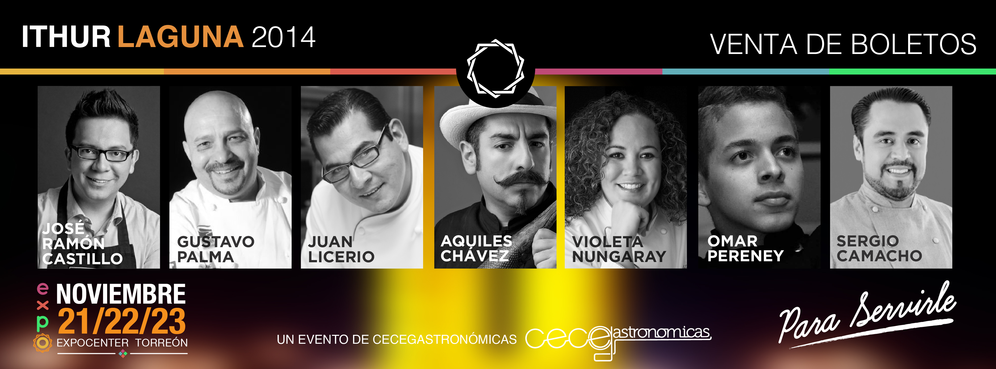 ITHUR LAGUNA 2014
VENTA DE BOLETOS
JOSÉ
RAMÓN
CASTILLO
GUSTAVO
PALMA
JUAN
LICERIO
AQUILES
CHÁVEZ
VIOLETA
NUNGARAY
OMAR
PERENEY
SERGIO
CAMACHO
expo
NOVIEMBRE
21/22/23
EXPOCENTER TORREÓN
UN EVENTO DE CECEGASTRONÓMICAS
cecegastronómicas
Para Servirle